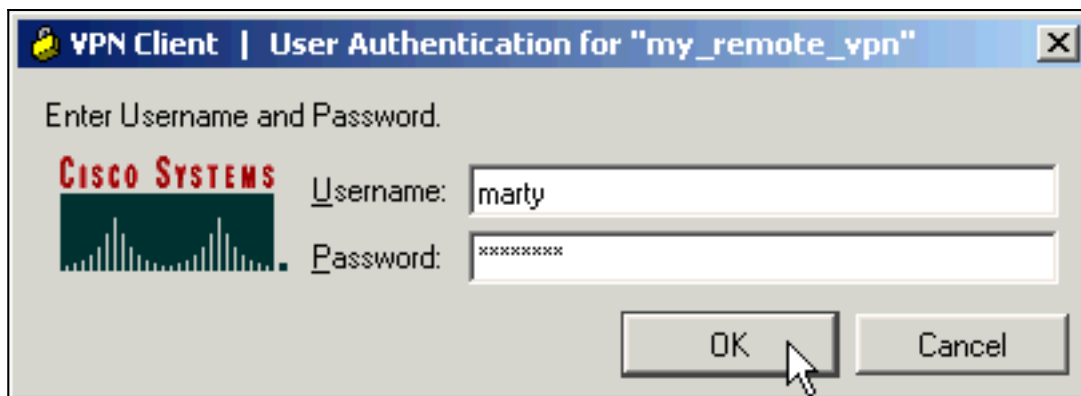 VPN Client | User Authentication for "my_remote_vpn"
Enter Username and Password.
CISCO SYSTEMS
Username: marty
Password: ********
OK Cancel